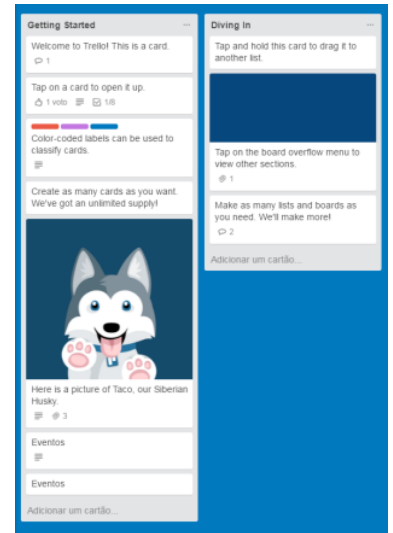 Getting Started
Welcome to Trello! This is a card.
1
Tap on a card to open it up.
1 voto 1/6
Color-coded labels can be used to
classify cards.
Create as many cards as you want.
We've got an unlimited supply!
Here is a picture of Taco, our Siberian
Husky.
3
Eventos
Eventos
Adicionar um cartão...
Diving In
Tap and hold this card to drag it to
another list.
Tap on the board overflow menu to
view other sections.
1
Make as many lists and boards as
you need. We'll make more!
2
Adicionar um cartão...